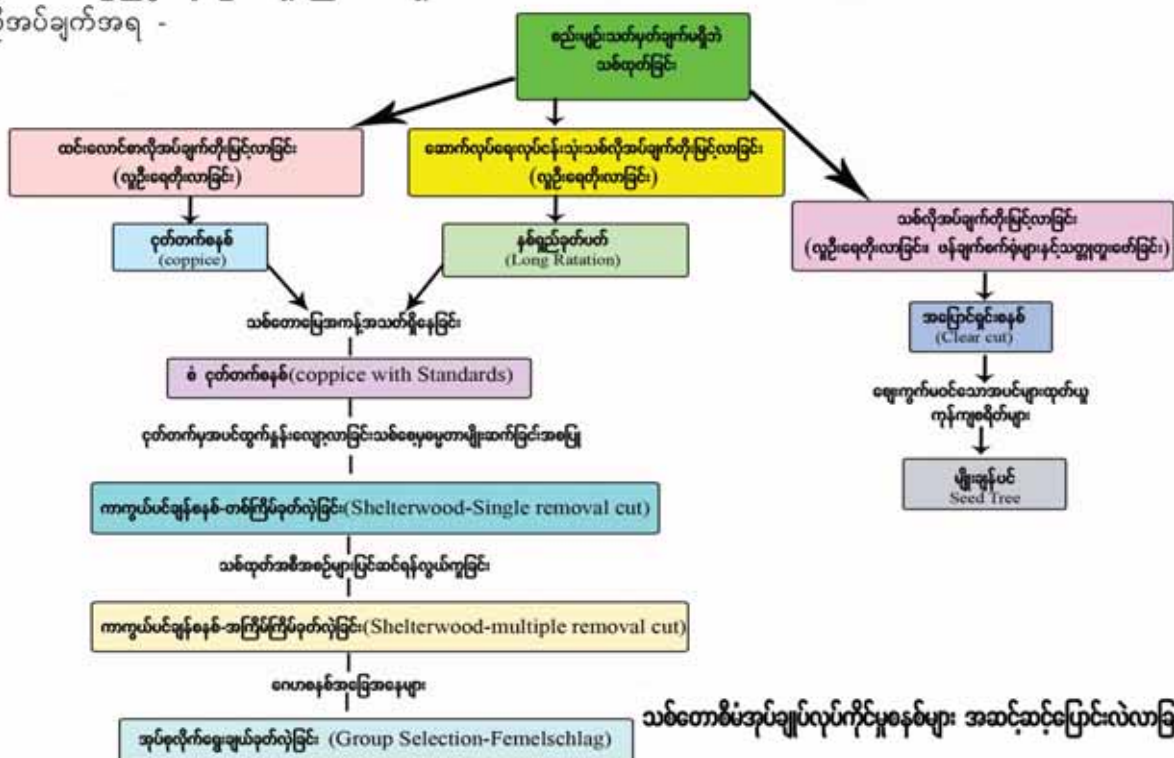 အပ်ချက်အရ -
စည်းမျဉ်းသတ်မှတ်ချက်မရှိဘဲ
သစ်ထုတ်ခြင်း
ထင်းလောင်စာလိုအပ်ချက်တိုးမြင့်လာခြင်း
(လူဦးရေတိုးလာခြင်း)
ဆောက်လုပ်ရေးလုပ်ငန်းသုံးသစ်လိုအပ်ချက်တိုးမြင့်လာခြင်း
(လူဦးရေတိုးလာခြင်း)
သစ်လိုအပ်ချက်တိုးမြင့်လာခြင်း
(လူဦးရေတိုးလာခြင်း၊ ဖန်ချက်စက်ရုံများနှင့်သတ္တုတူးဖော်ခြင်း)
ငုတ်တက်စနစ်
(coppice)
နှစ်ရှည်ခုတ်ပတ်
(Long Ratation)
အပြောင်ရှင်းစနစ်
(Clear cut)
သစ်တောမြေအကန့်အသတ်ရှိနေခြင်း
စံ ငုတ်တက်စနစ်(coppice with Standards)
ဈေးကွက်မဝင်သောအပင်များထုတ်ယူ
ကုန်ကျစရိတ်များ
ငုတ်တက်မှအပင်ထွက်နှုန်းလျော့လာခြင်းသစ်စေ့မှဓမ္မတာမျိုးဆက်ခြင်းအစပြု
မျိုးချန်ပင်
Seed Tree
ကာကွယ်ပင်ချန်စနစ်-တစ်ကြိမ်ခုတ်လှဲခြင်း(Shelterwood-Single removal cut)
သစ်ထုတ်အစီအစဉ်များပြင်ဆင်ရန်လွယ်ကူခြင်း
ကာကွယ်ပင်ချန်စနစ်-အကြိမ်ကြိမ်ခုတ်လှဲခြင်း(Shelterwood-multiple removal cut)
ဂေဟစနစ်အခြေအနေများ
အုပ်စုလိုက်ရွေးချယ်ခုတ်လှဲခြင်း (Group Selection-Femelschlag)
သစ်တောစီမံအုပ်ချုပ်လုပ်ကိုင်မှုစနစ်များ အဆင့်ဆင့်ပြောင်းလဲလာခြ